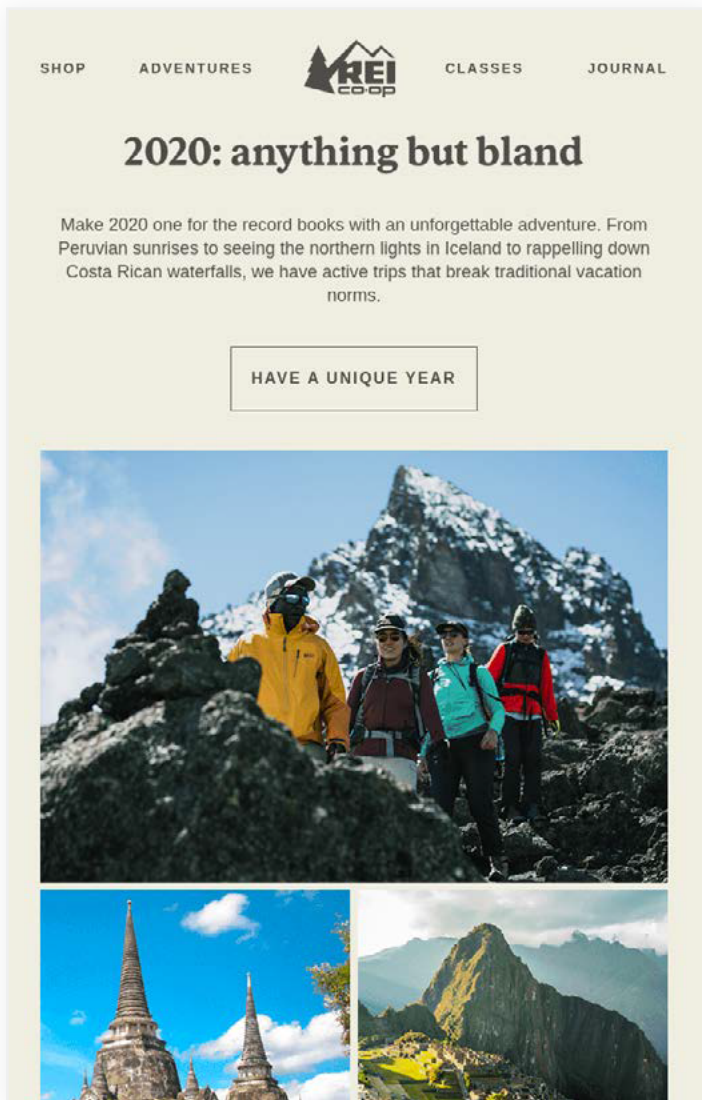 SHOP ADVENTURES REI co·op CLASSES JOURNAL
2020: anything but bland
Make 2020 one for the record books with an unforgettable adventure. From
Peruvian sunrises to seeing the northern lights in Iceland to rappelling down
Costa Rican waterfalls, we have active trips that break traditional vacation
norms.
HAVE A UNIQUE YEAR